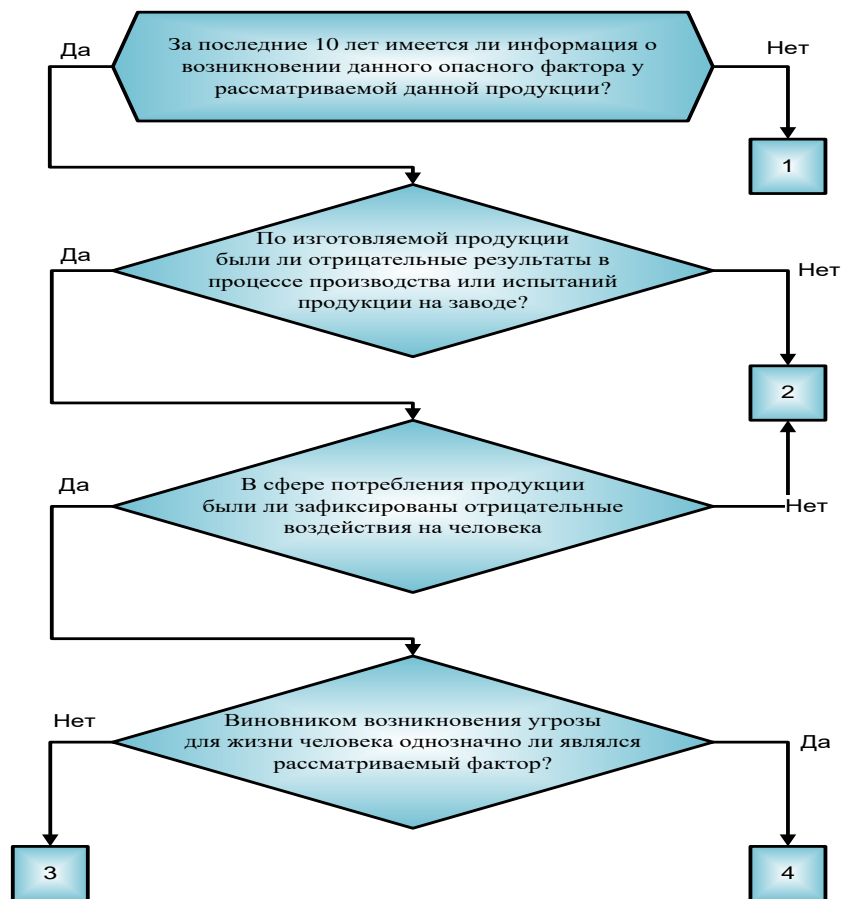 Да
За последние 10 лет имеется ли информация о
возникновении данного опасного фактора у
рассматриваемой данной продукции?
Нет
1
Да
По изготовляемой продукции
были ли отрицательные результаты в
процессе производства или испытаний
продукции на заводе?
Нет
2
Да
В сфере потребления продукции
были ли зафиксированы отрицательные
воздействия на человека
Нет
Нет
Виновником возникновения угрозы
для жизни человека однозначно ли являлся
рассматриваемый фактор?
Да
3
4